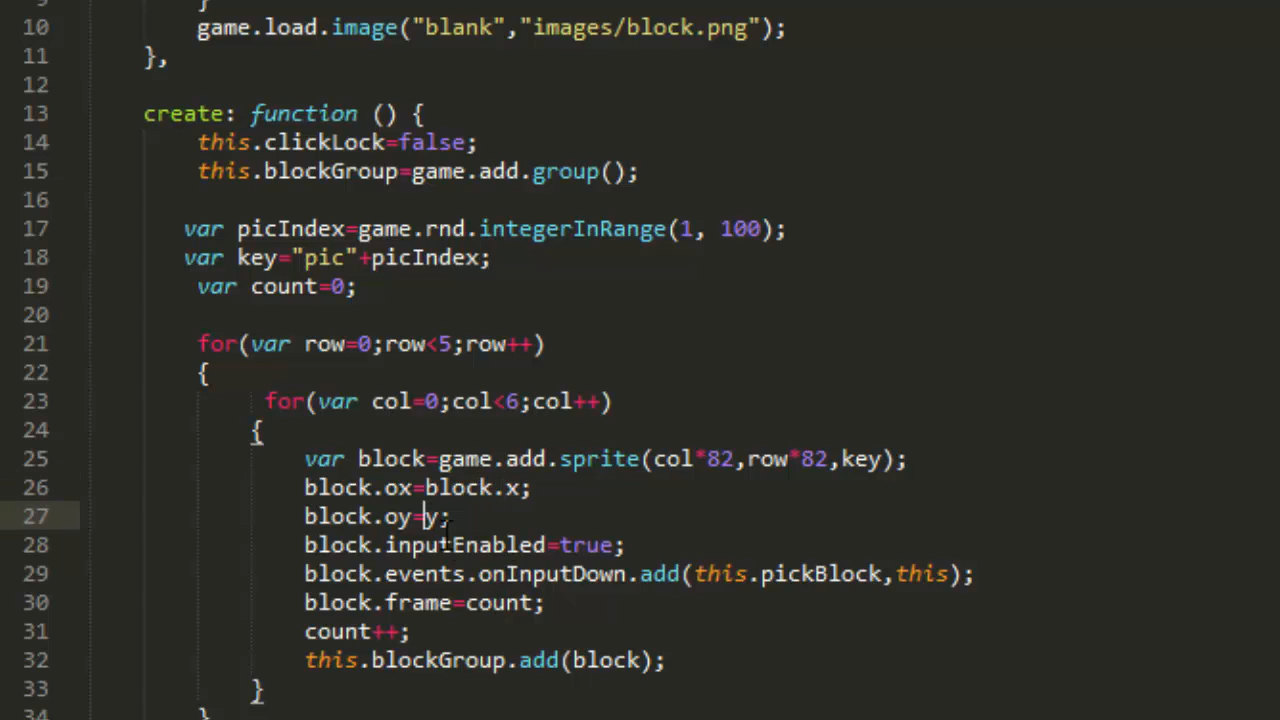 9 }
10 game.load.image("blank","images/block.png");
11 },
12
13 create: function () {
14 this.clickLock=false;
15 this.blockGroup=game.add.group();
16
17 var picIndex=game.rnd.integerInRange(1, 100);
18 var key="pic"+picIndex;
19 var count=0;
20
21 for(var row=0;row<5;row++)
22 {
23 for(var col=0;col<6;col++)
24 {
25 var block=game.add.sprite(col*82,row*82,key);
26 block.ox=block.x;
27 block.oy=y;
28 block.inputEnabled=true;
29 block.events.onInputDown.add(this.pickBlock,this);
30 block.frame=count;
31 count++;
32 this.blockGroup.add(block);
33 }
34 }